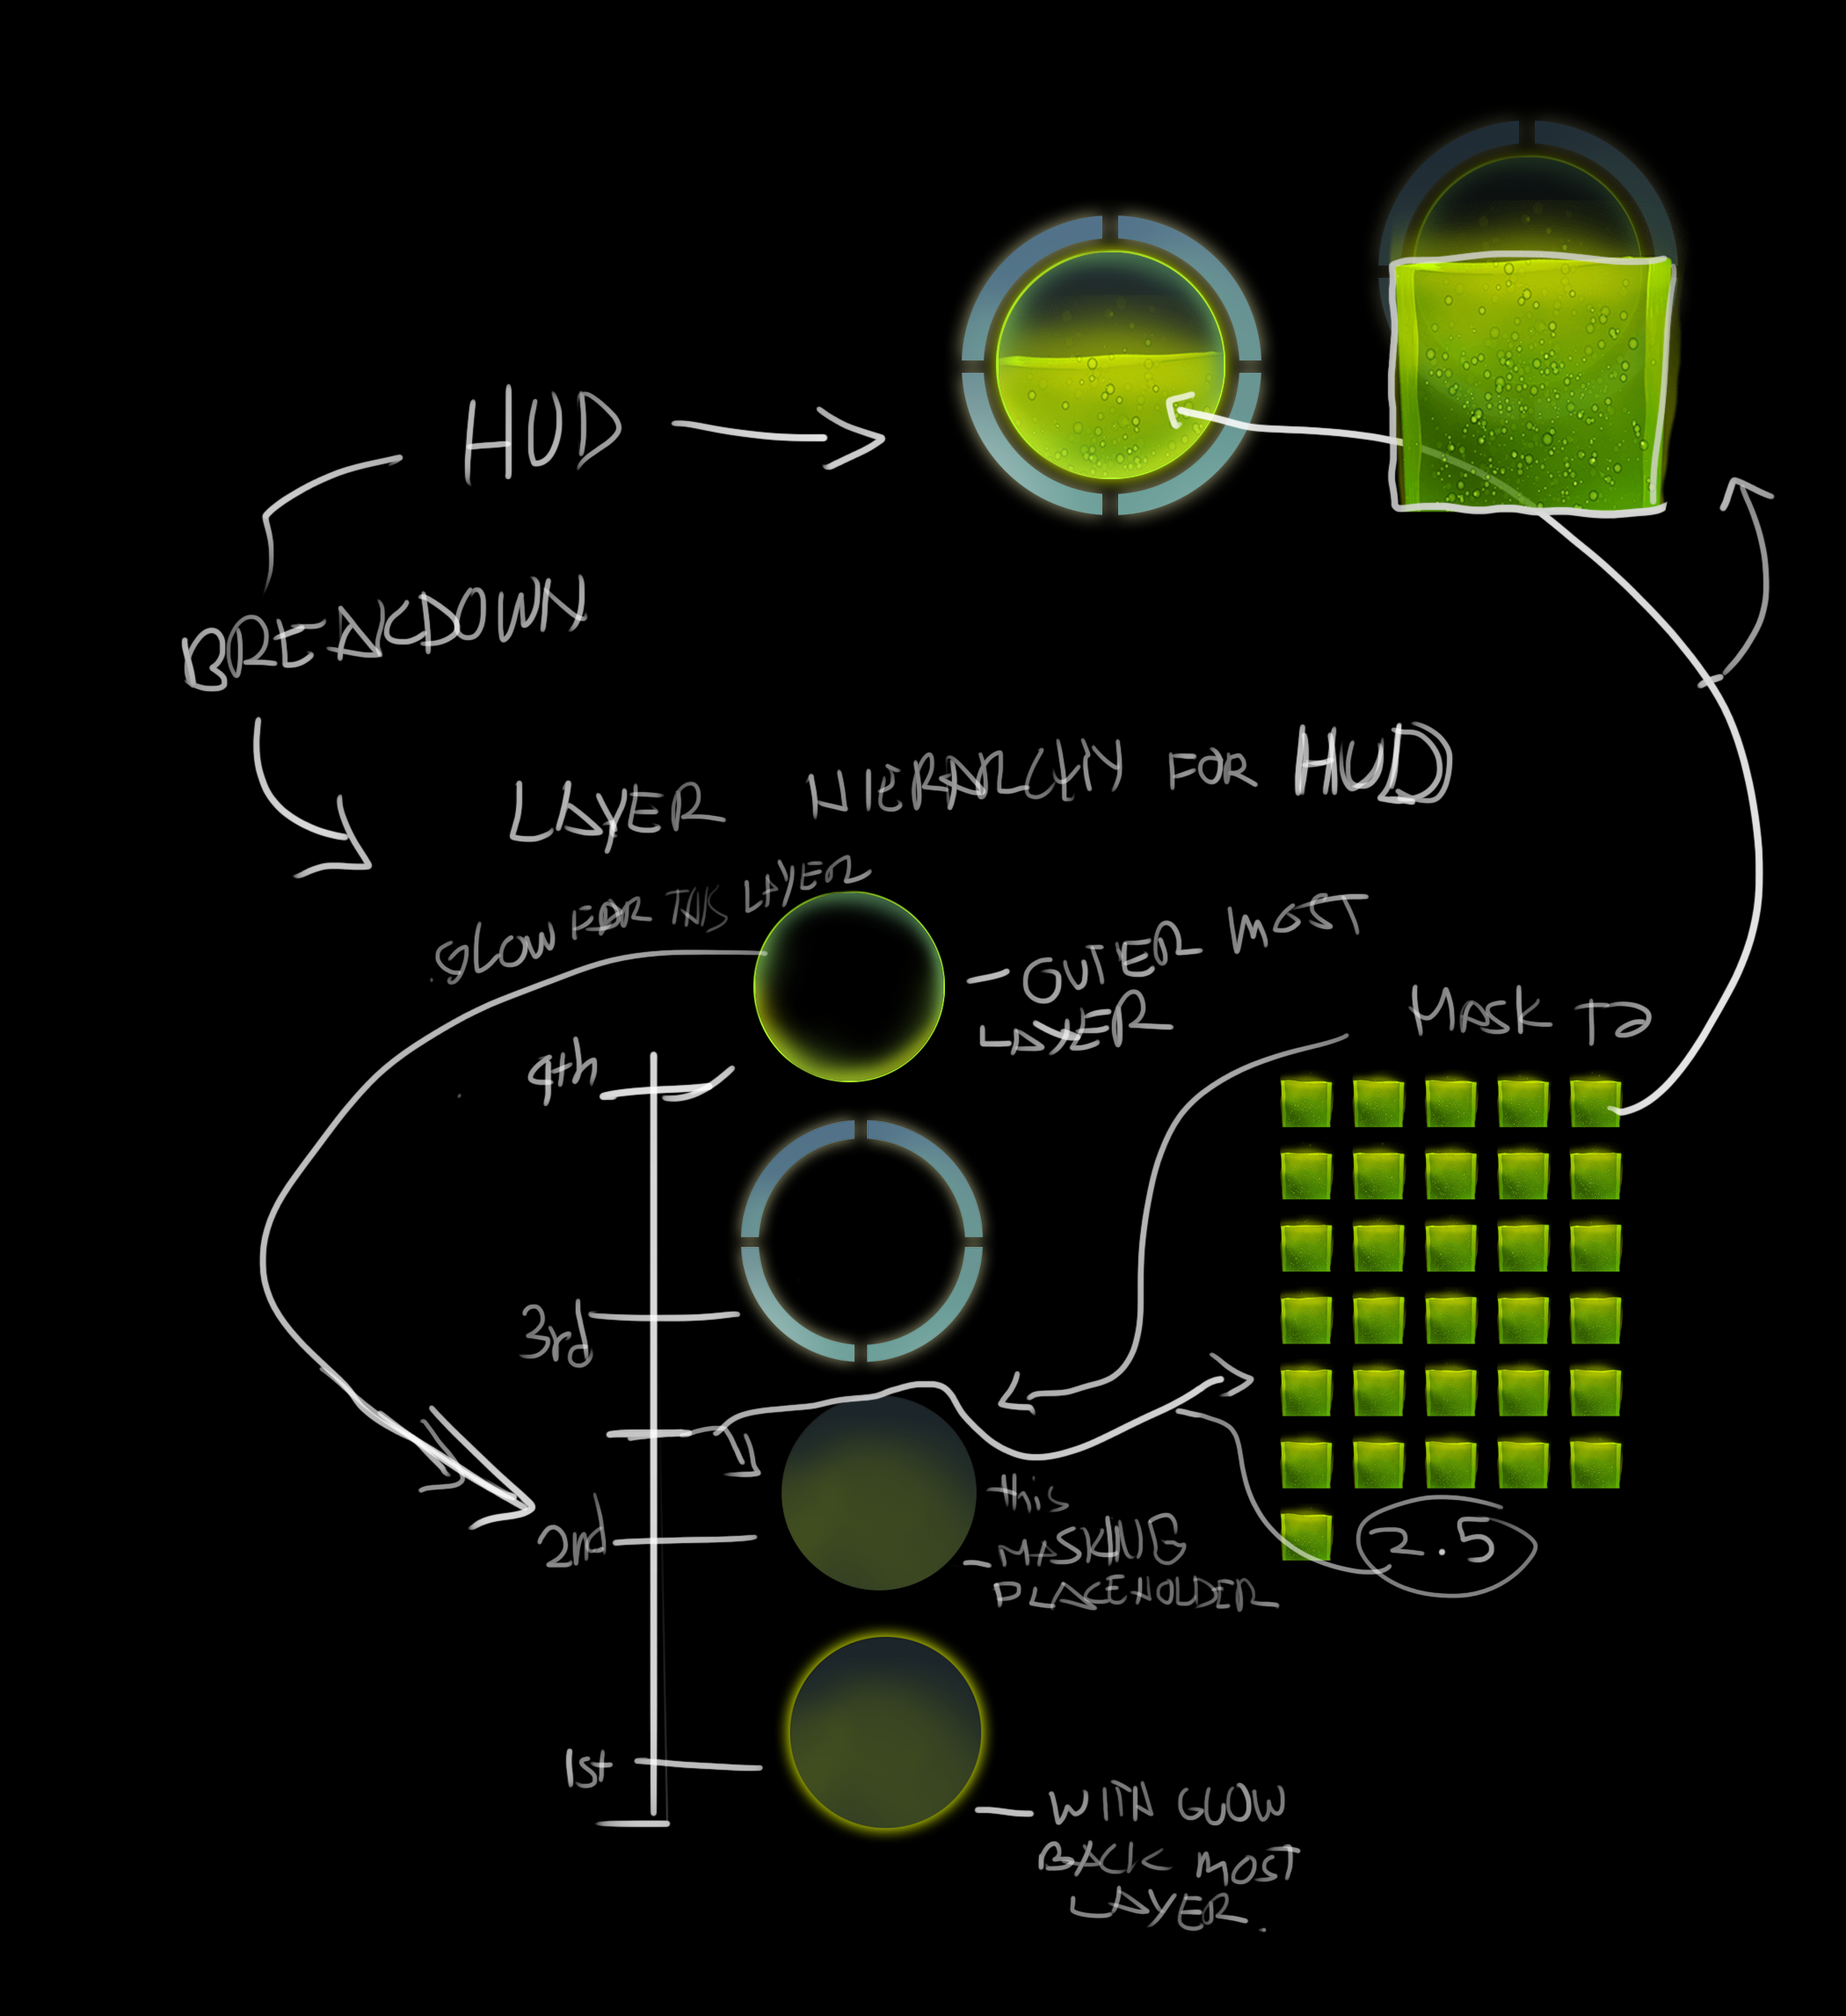 HUD
BREAKDOWN
LAYER HIERARCHY FOR HUD
GLOW FOR THIS LAYER
- OUTER MOST
LAYER
MASK TO
4th
3rd
2nd
this
- MASKING
PLACEHOLDER
2.5
1st
- WITH GLOW
BACK MOST
LAYER.